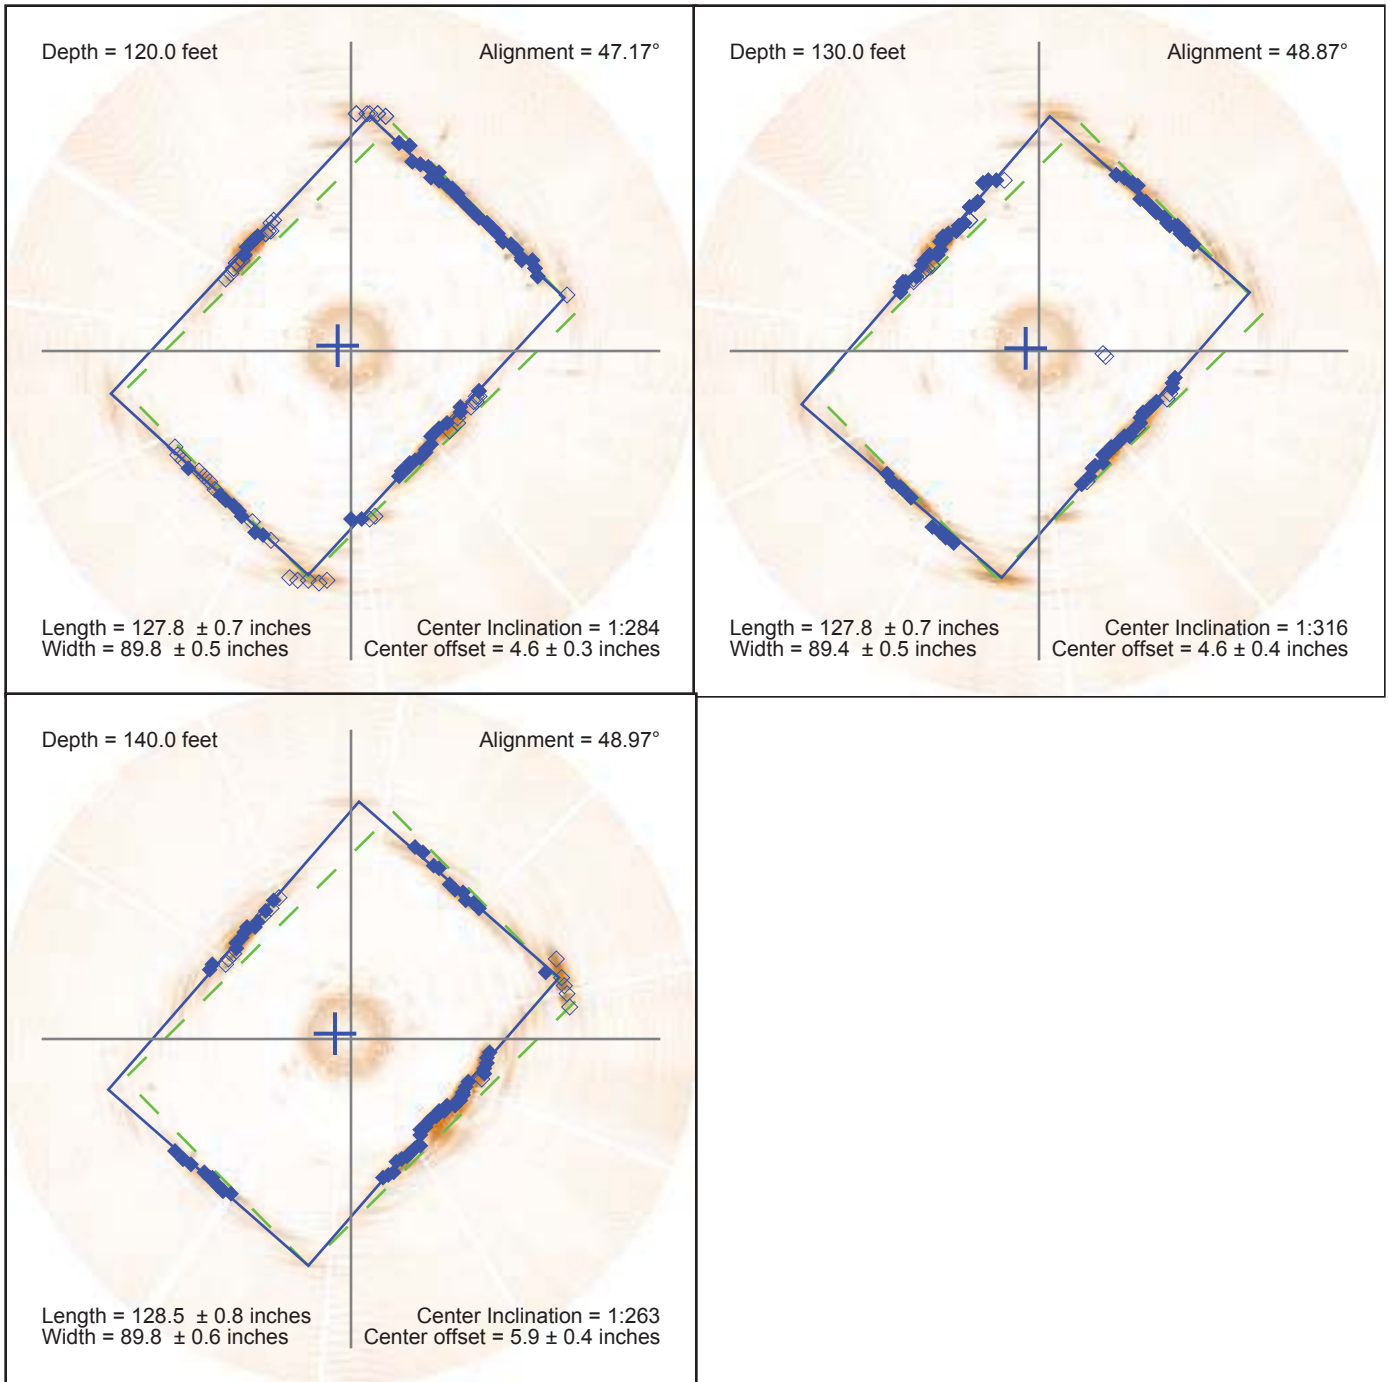 Depth = 120.0 feet
Alignment = 47.17°
Length = 127.8 ± 0.7 inches
Width = 89.8 ± 0.5 inches
Center Inclination = 1:284
Center offset = 4.6 ± 0.3 inches
Depth = 130.0 feet
Alignment = 48.87°
Length = 127.8 ± 0.7 inches
Width = 89.4 ± 0.5 inches
Center Inclination = 1:316
Center offset = 4.6 ± 0.4 inches
Depth = 140.0 feet
Alignment = 48.97°
Length = 128.5 ± 0.8 inches
Width = 89.8 ± 0.6 inches
Center Inclination = 1:263
Center offset = 5.9 ± 0.4 inches